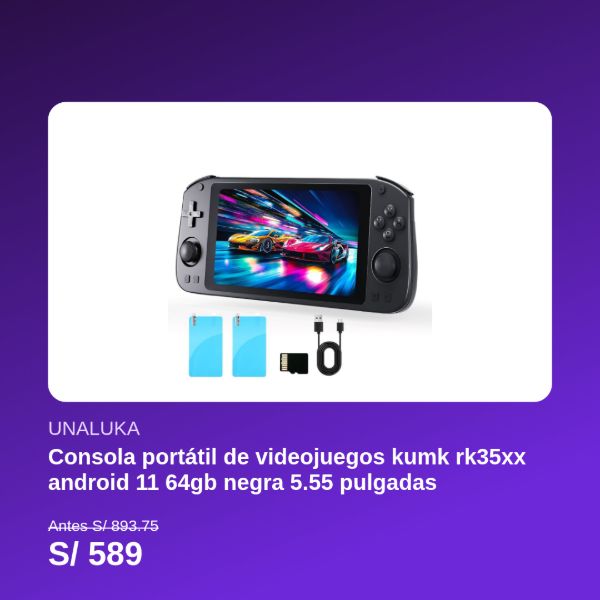 UNALUKA
Consola portátil de videojuegos kumk rk35xx
android 11 64gb negra 5.55 pulgadas
Antes S/ 893.75
S/ 589